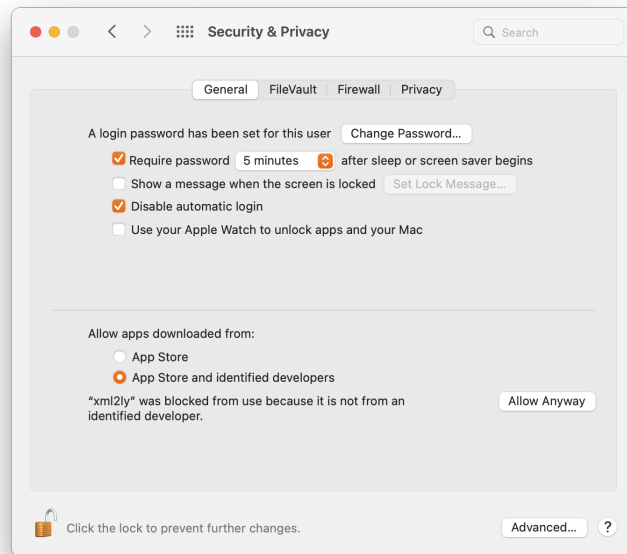 Security & Privacy
Search
General FileVault Firewall Privacy
A login password has been set for this user Change Password...
Require password 5 minutes after sleep or screen saver begins
Show a message when the screen is locked Set Lock Message...
Disable automatic login
Use your Apple Watch to unlock apps and your Mac
Allow apps downloaded from:
App Store
App Store and identified developers
“xml2ly” was blocked from use because it is not from an Allow Anyway
identified developer.
Click the lock to prevent further changes. Advanced... ?